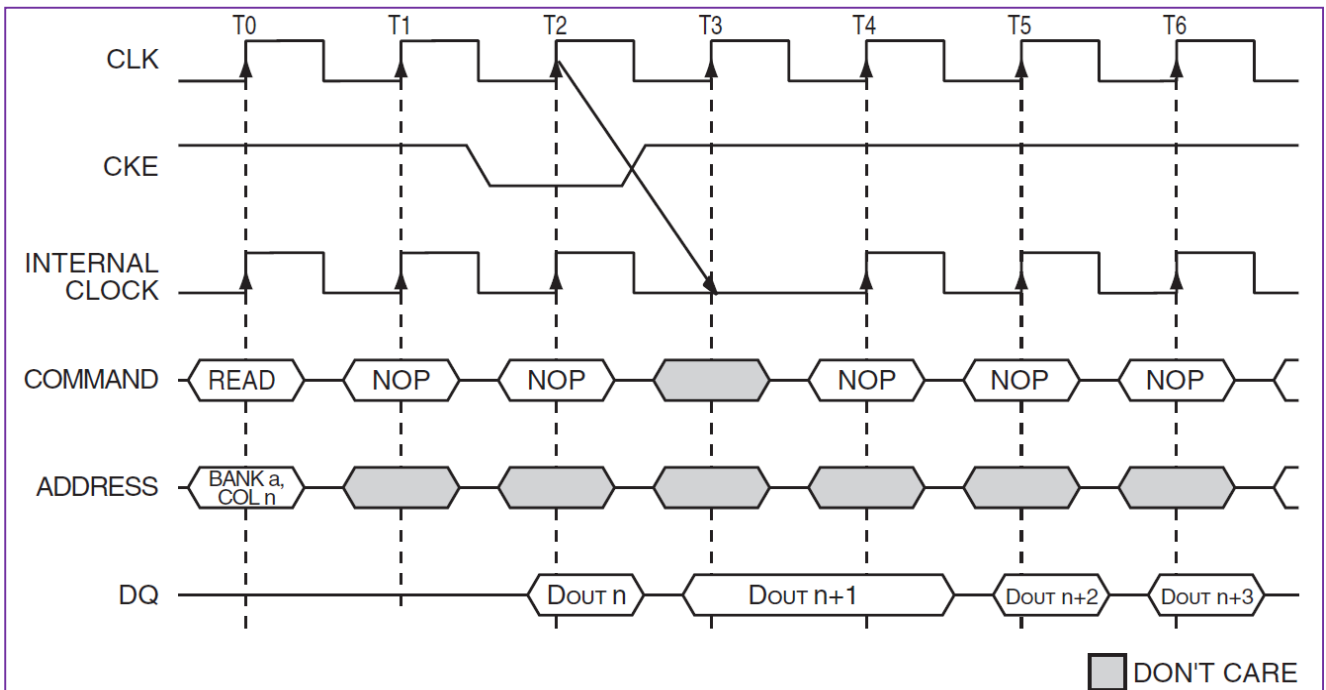 T0 T1 T2 T3 T4 T5 T6
CLK
CKE
INTERNAL
CLOCK
COMMAND READ NOP NOP NOP NOP NOP
ADDRESS BANK a,
COL n
DQ DOUT n DOUT n+1 DOUT n+2 DOUT n+3
DON'T CARE